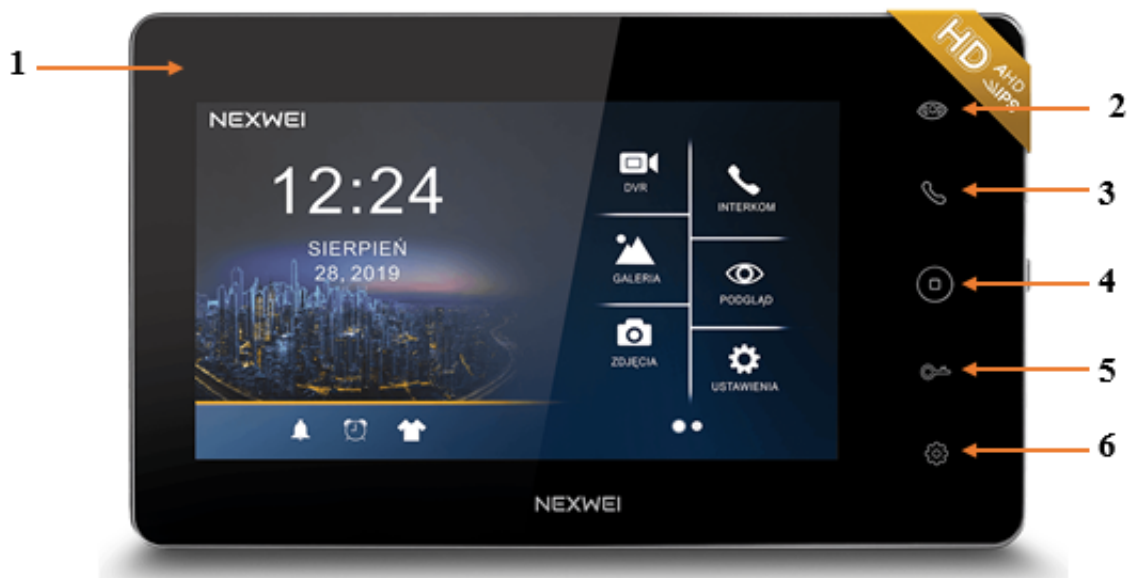 HD
AHD
IPS
1
2
3
4
5
6
NEXWEI
12:24
SIERPIEŃ
28, 2019
DVR
INTERKOM
GALERIA
PODGLĄD
ZDJĘCIA
USTAWIENIA
NEXWEI